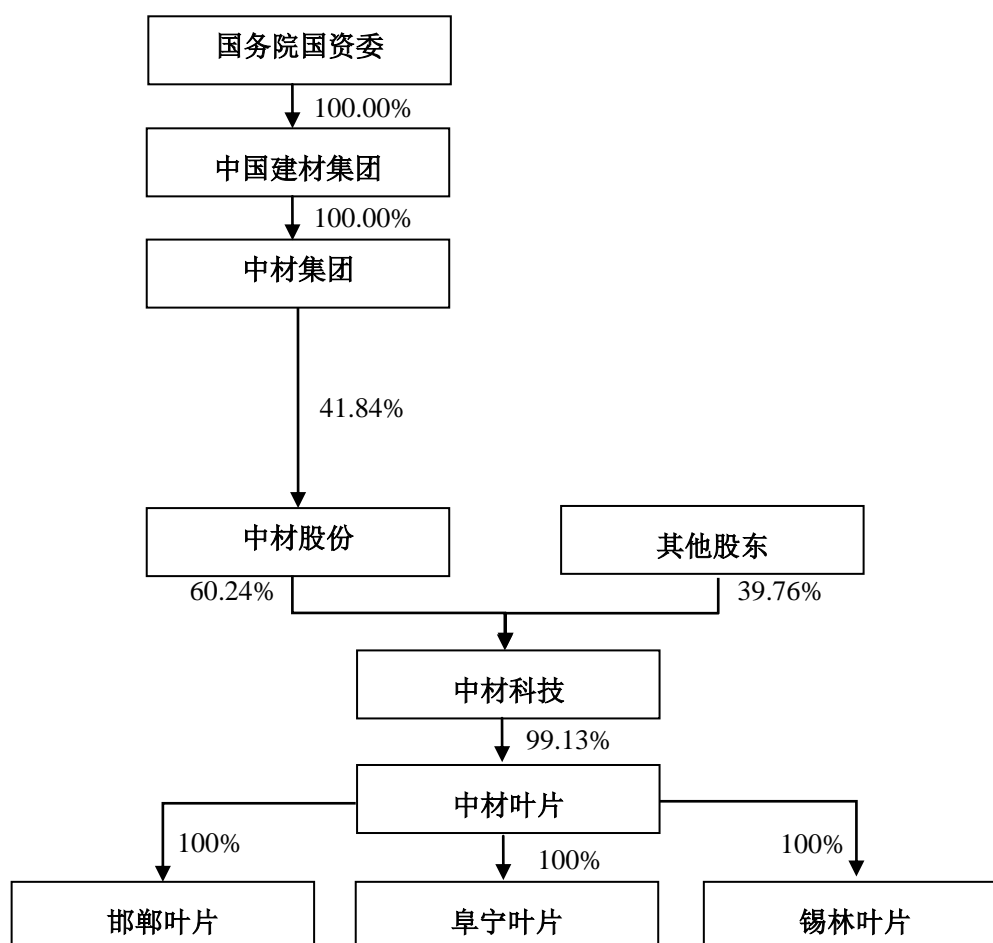 国务院国资委
100.00%
中国建材集团
100.00%
中材集团
41.84%
中材股份
其他股东
60.24%
39.76%
中材科技
99.13%
中材叶片
100%
100%
100%
邯郸叶片
阜宁叶片
锡林叶片